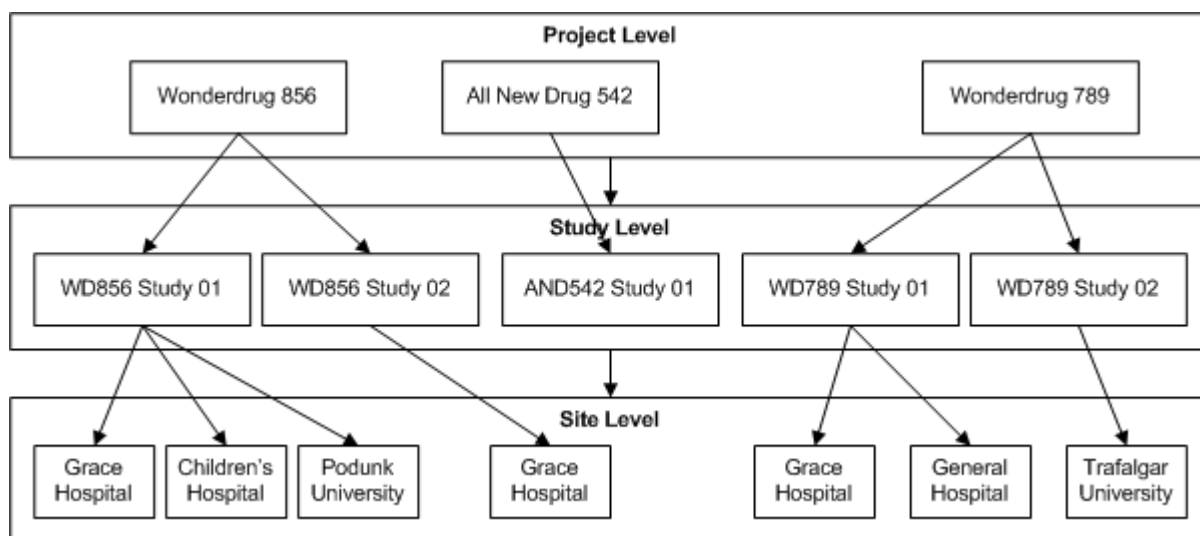 Project Level
Wonderdrug 856
All New Drug 542
Wonderdrug 789
Study Level
WD856 Study 01
WD856 Study 02
AND542 Study 01
WD789 Study 01
WD789 Study 02
Site Level
Grace
Hospital
Children's
Hospital
Podunk
University
Grace
Hospital
Grace
Hospital
General
Hospital
Trafalgar
University